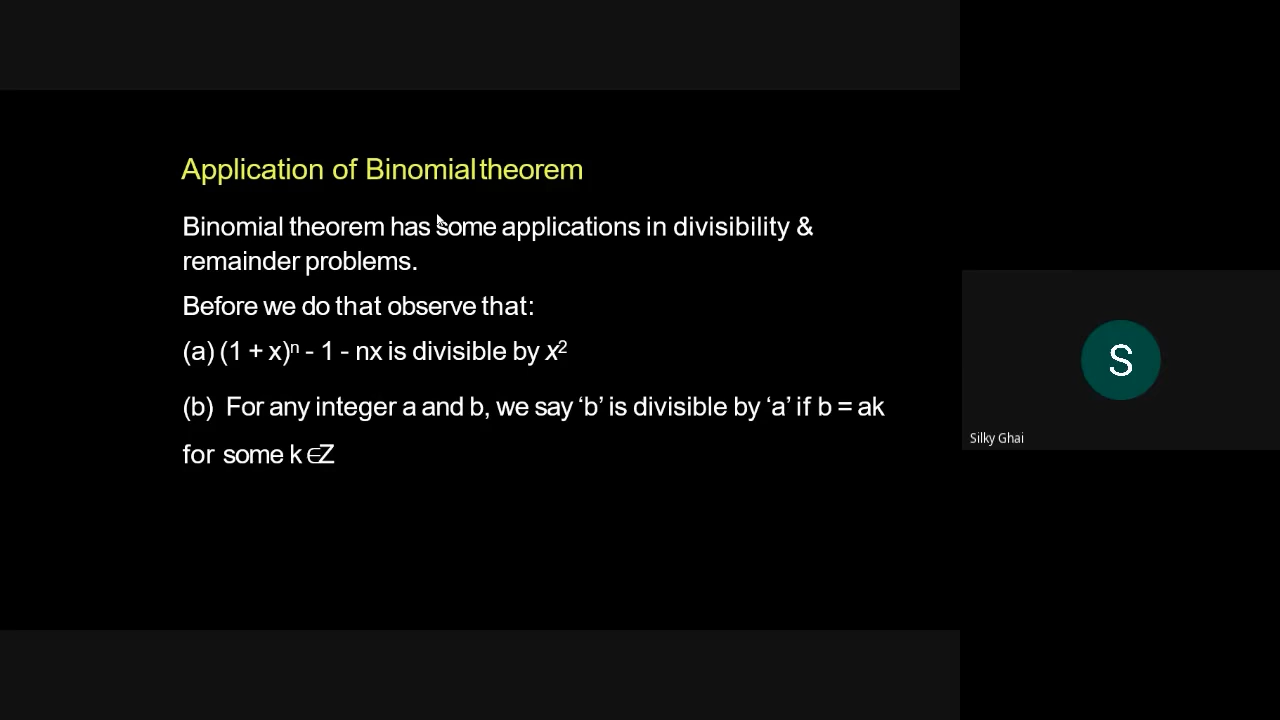 Application of Binomial theorem
Binomial theorem has some applications in divisibility &
remainder problems.
Before we do that observe that:
(a) (1 + x)ⁿ - 1 - nx is divisible by x²
(b) For any integer a and b, we say ‘b’ is divisible by ‘a’ if b = ak
for some k ∈Z
S
Silky Ghai